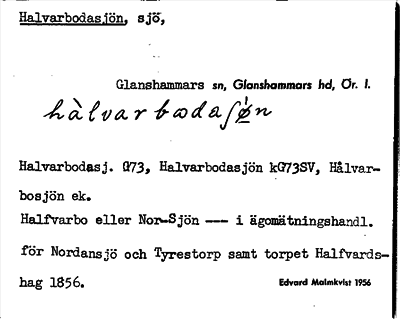 Halvarbodasjön, sjö,
Glanshammars sn, Glanshammars hd, Ör. l.
hàlvarbodaʃø̀n
Halvarbodasj. G73, Halvarbodasjön kG73SV, Hålvar-
bosjön ek.
Halfvarbo eller Nor-Sjön --- i ägomätningshandl.
för Nordansjö och Tyrestorp samt torpet Halfvards-
hag 1856.
Edvard Malmkvist 1956